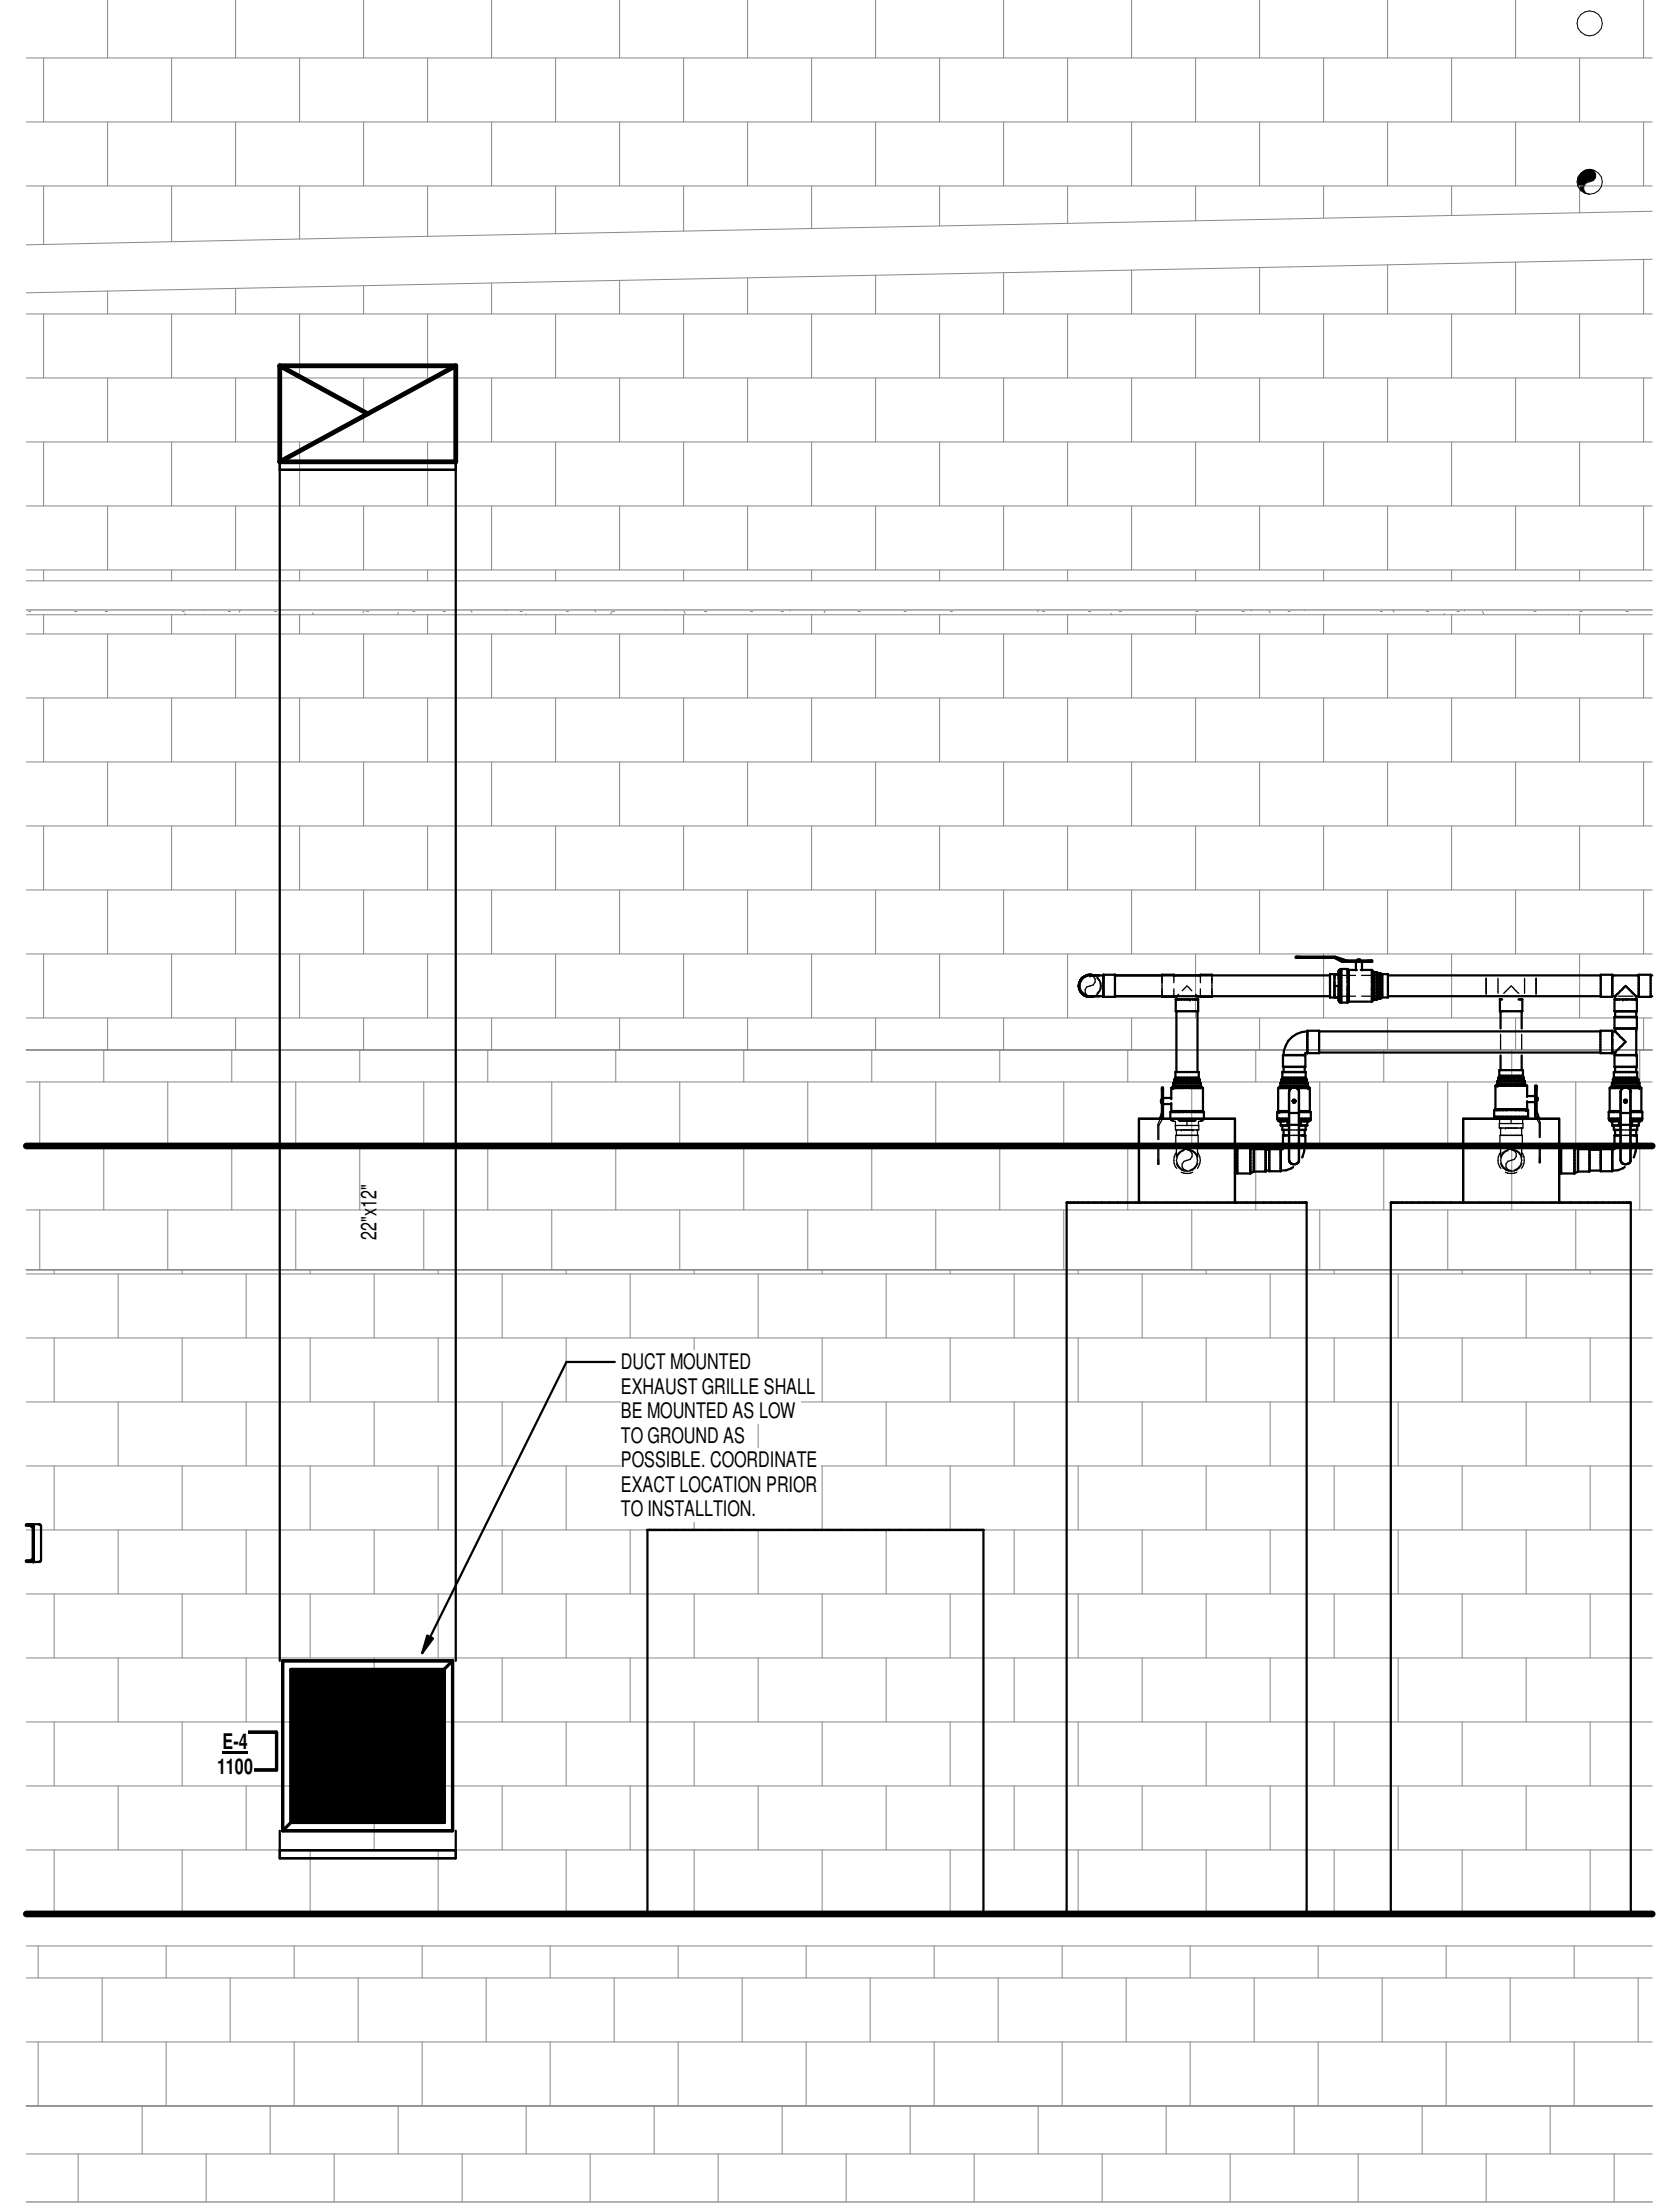 22"x12"
DUCT MOUNTED
EXHAUST GRILLE SHALL
BE MOUNTED AS LOW
TO GROUND AS
POSSIBLE. COORDINATE
EXACT LOCATION PRIOR
TO INSTALLTION.
E-4
1100